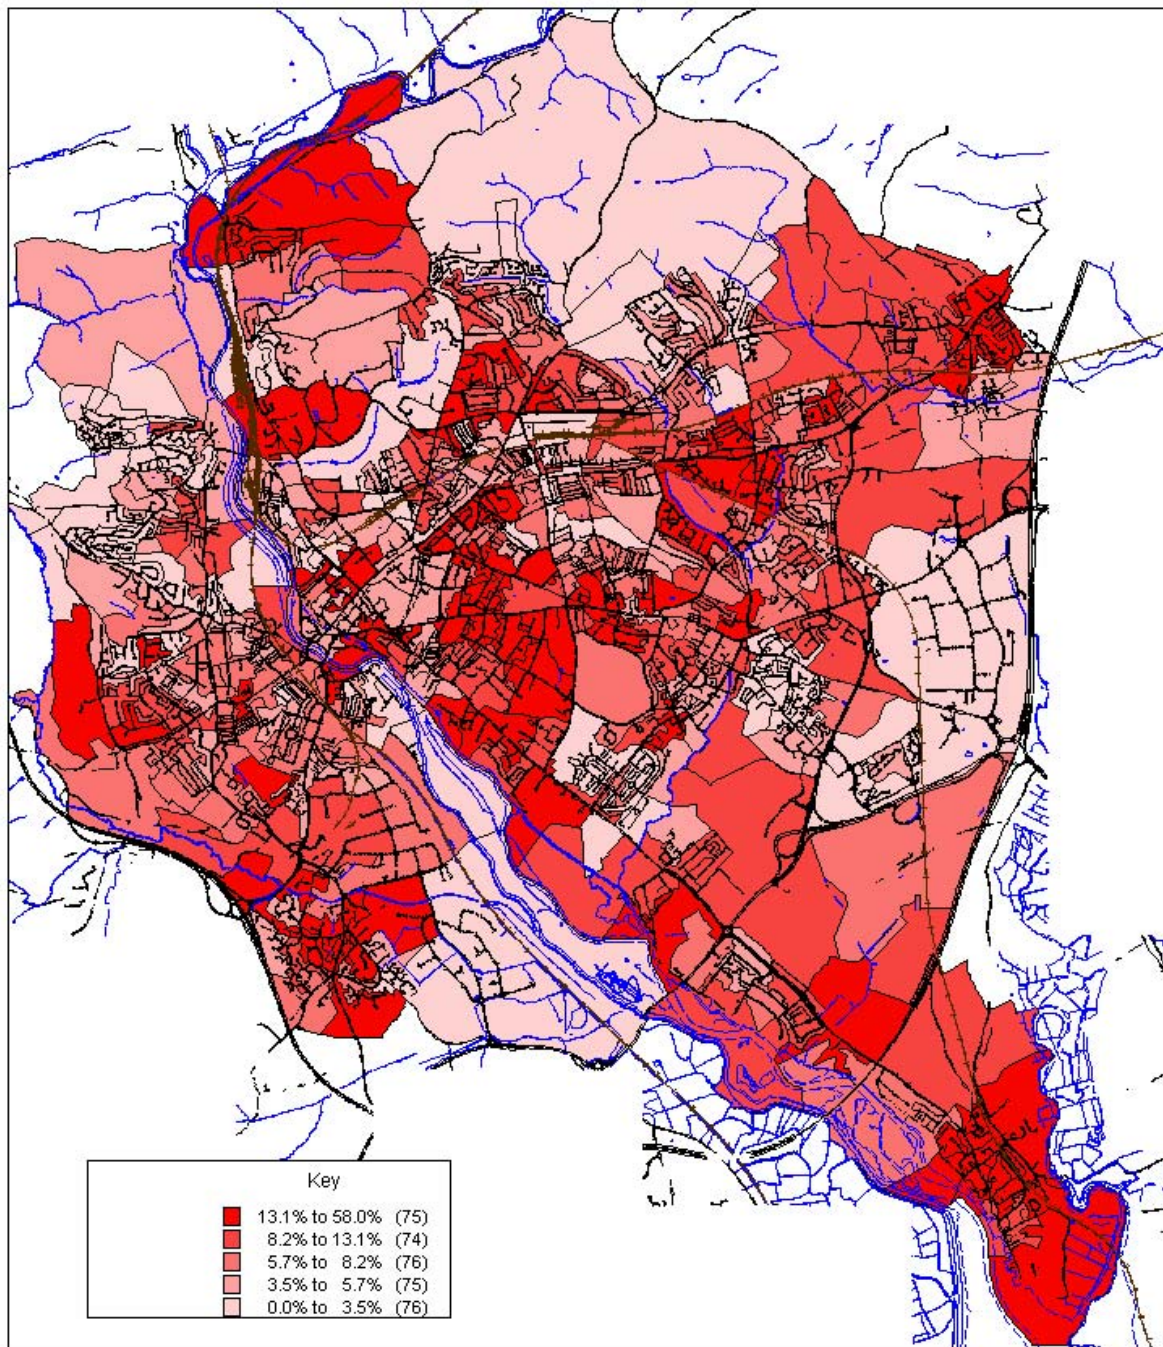 Key
13.1% to 58.0% (75)
8.2% to 13.1% (74)
5.7% to 8.2% (76)
3.5% to 5.7% (75)
0.0% to 3.5% (76)